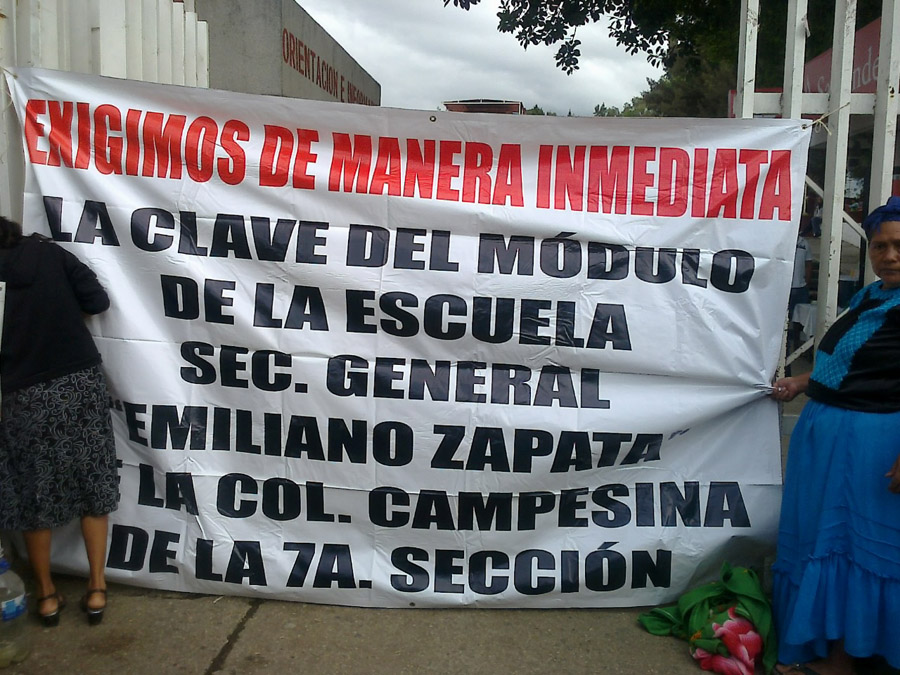 ORIENTACION E
EXIGIMOS DE MANERA INMEDIATA
LA CLAVE DEL MÓDULO
DE LA ESCUELA
SEC. GENERAL
"EMILIANO ZAPATA"
LA COL. CAMPESINA
DE LA 7A. SECCIÓN